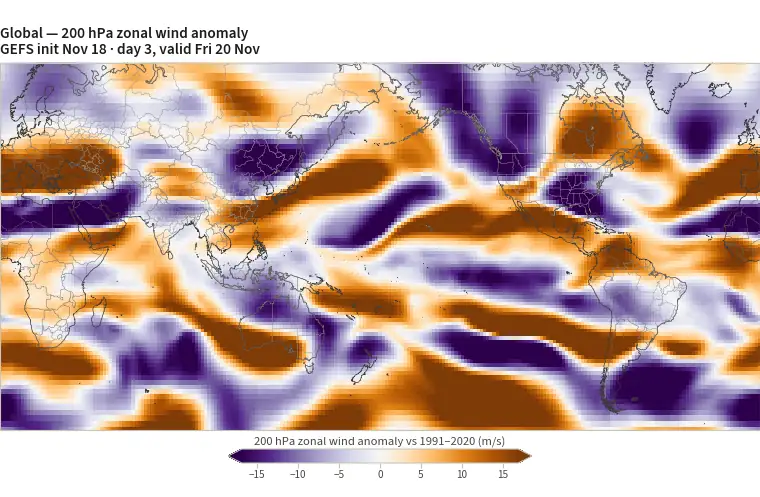 Global — 200 hPa zonal wind anomaly
GEFS init Nov 18 · day 3, valid Fri 20 Nov
200 hPa zonal wind anomaly vs 1991–2020 (m/s)
−15 −10 −5 0 5 10 15